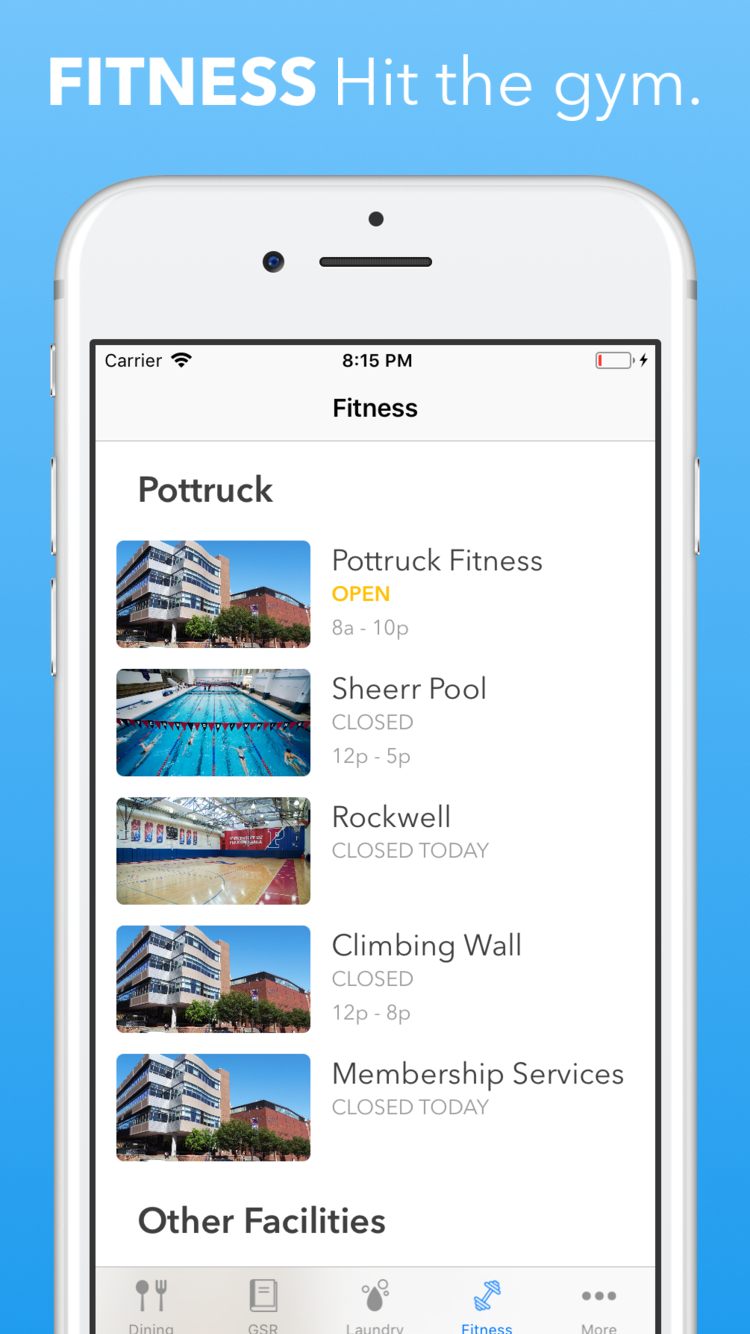 FITNESS Hit the gym.
Carrier 8:15 PM
Fitness
Pottruck
Pottruck Fitness
OPEN
8a - 10p
Sheerr Pool
CLOSED
12p - 5p
Rockwell
CLOSED TODAY
Climbing Wall
CLOSED
12p - 8p
Membership Services
CLOSED TODAY
Other Facilities
Dining GSR Laundry Fitness More